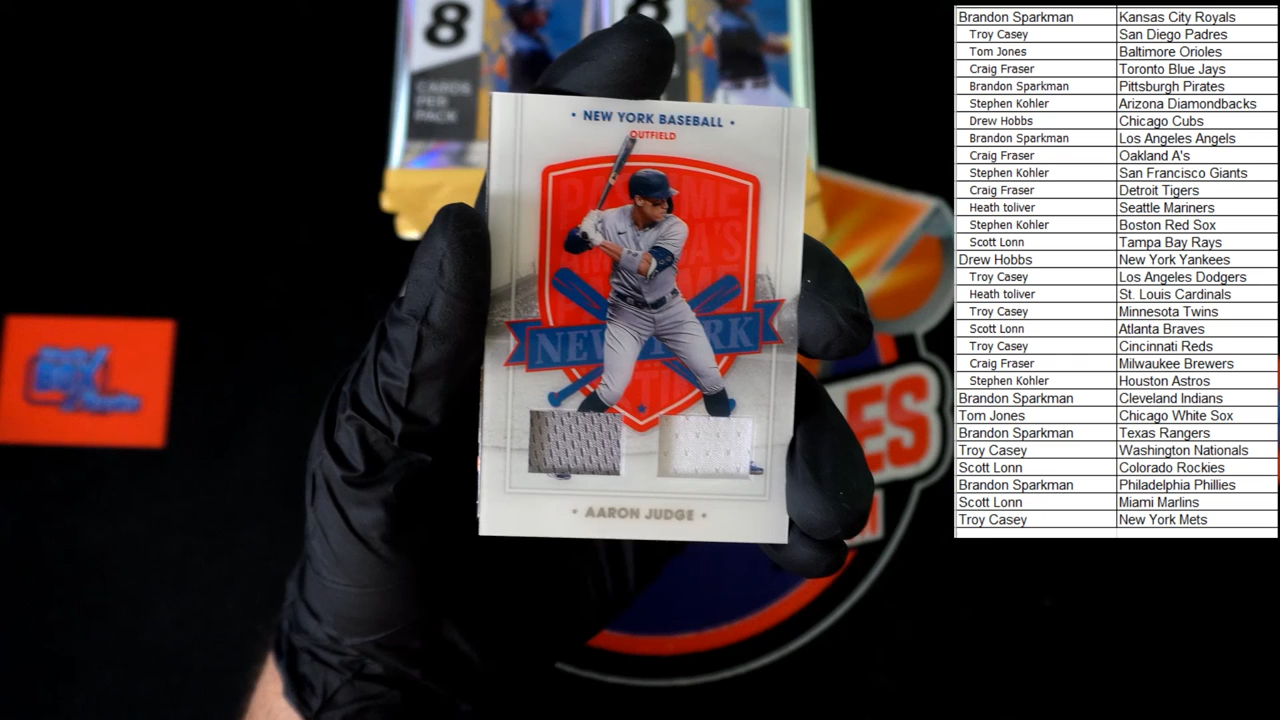 8
CARDS
PER
PACK
8
• NEW YORK BASEBALL •
OUTFIELD
NEW YORK
• AARON JUDGE •
Brandon Sparkman Kansas City Royals
Troy Casey San Diego Padres
Tom Jones Baltimore Orioles
Craig Fraser Toronto Blue Jays
Brandon Sparkman Pittsburgh Pirates
Stephen Kohler Arizona Diamondbacks
Drew Hobbs Chicago Cubs
Brandon Sparkman Los Angeles Angels
Craig Fraser Oakland A's
Stephen Kohler San Francisco Giants
Craig Fraser Detroit Tigers
Heath toliver Seattle Mariners
Stephen Kohler Boston Red Sox
Scott Lonn Tampa Bay Rays
Drew Hobbs New York Yankees
Troy Casey Los Angeles Dodgers
Heath toliver St. Louis Cardinals
Troy Casey Minnesota Twins
Scott Lonn Atlanta Braves
Troy Casey Cincinnati Reds
Craig Fraser Milwaukee Brewers
Stephen Kohler Houston Astros
Brandon Sparkman Cleveland Indians
Tom Jones Chicago White Sox
Brandon Sparkman Texas Rangers
Troy Casey Washington Nationals
Scott Lonn Colorado Rockies
Brandon Sparkman Philadelphia Phillies
Scott Lonn Miami Marlins
Troy Casey New York Mets